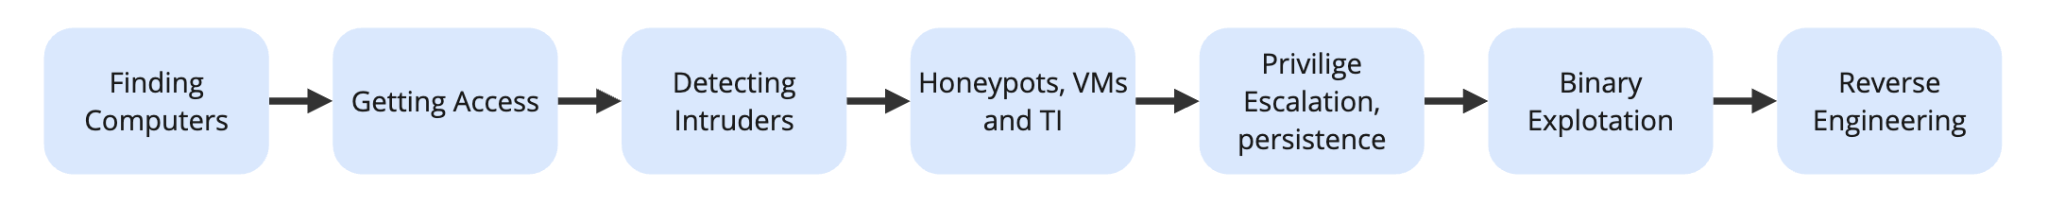 Finding
Computers
Getting Access
Detecting
Intruders
Honeypots, VMs
and TI
Privilige
Escalation,
persistence
Binary
Explotation
Reverse
Engineering